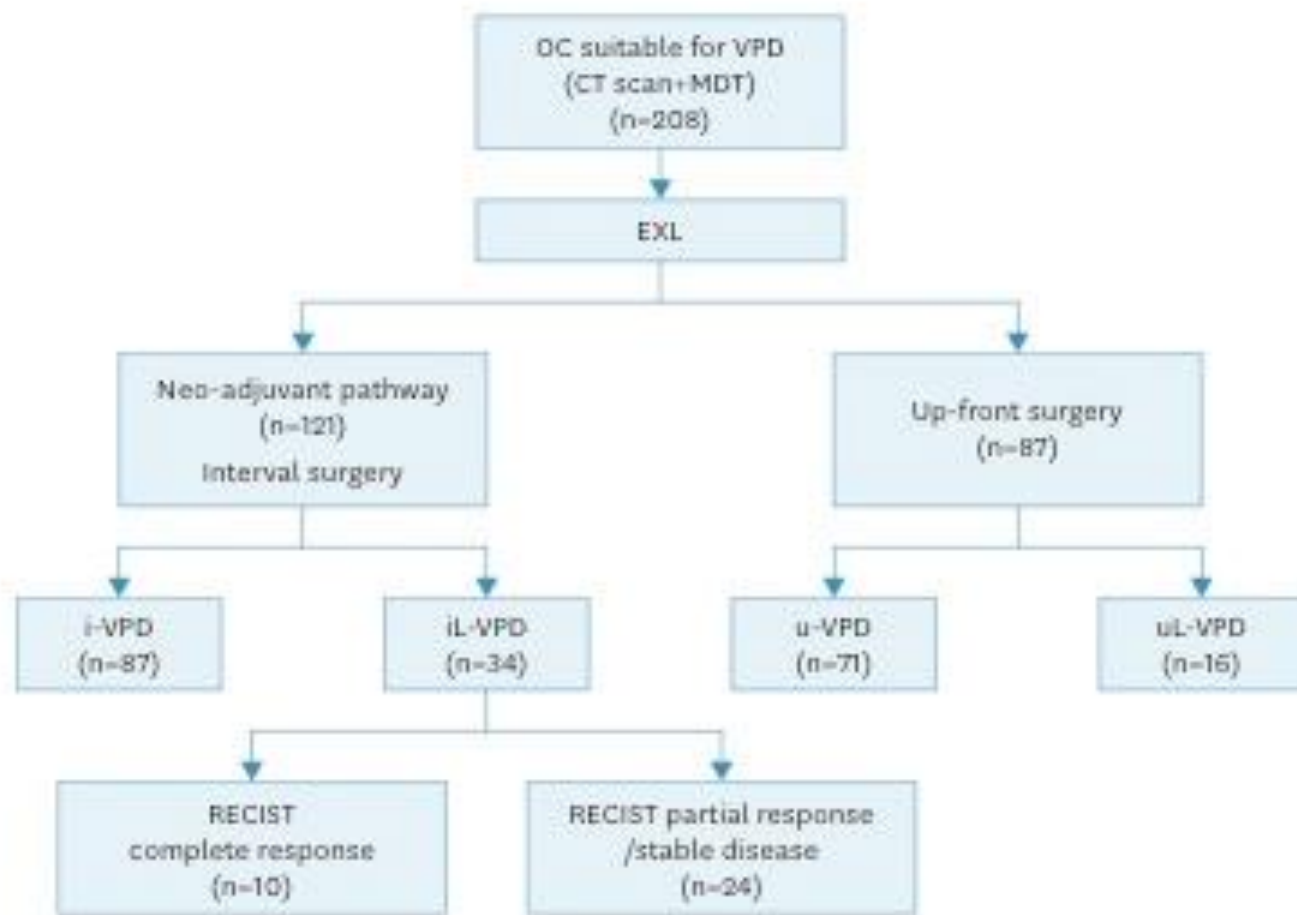 OC suitable for VPD
(CT scan+MDT)
(n=208)
EXL
Neo-adjuvant pathway
(n=121)
Interval surgery
Up-front surgery
(n=87)
i-VPD
(n=87)
iL-VPD
(n=34)
u-VPD
(n=71)
uL-VPD
(n=16)
RECIST
complete response
(n=10)
RECIST partial response
/stable disease
(n=24)